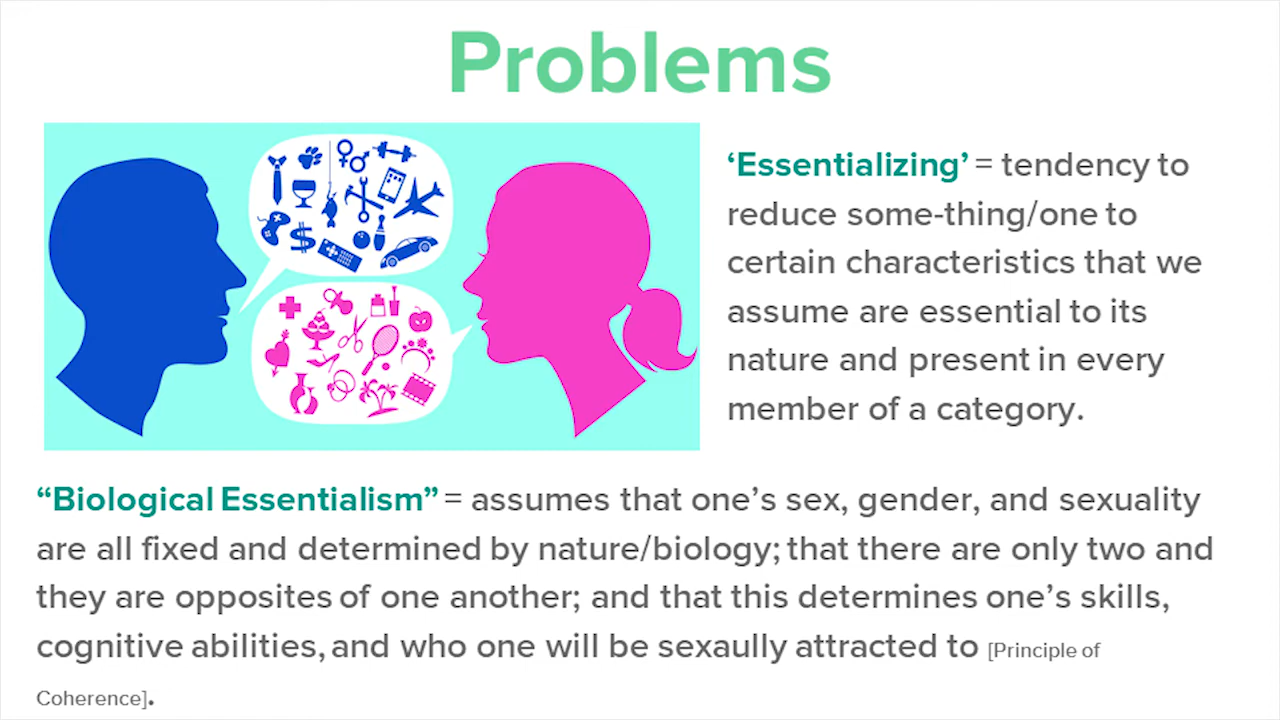 Problems
‘Essentializing’ = tendency to
reduce some-thing/one to
certain characteristics that we
assume are essential to its
nature and present in every
member of a category.
“Biological Essentialism” = assumes that one’s sex, gender, and sexuality
are all fixed and determined by nature/biology; that there are only two and
they are opposites of one another; and that this determines one’s skills,
cognitive abilities, and who one will be sexaully attracted to [Principle of
Coherence].